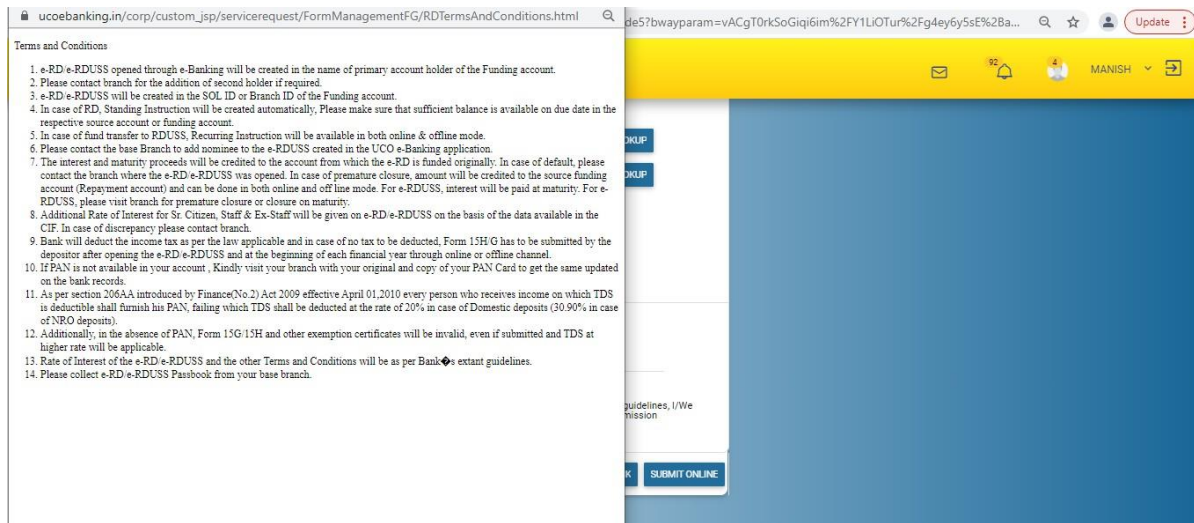 ucoebanking.in/corp/custom_jsp/servicerequest/FormManagementFG/RDTermsAndConditions.html
de5?bwayparam=vACgT0rkSoGiqi6im%2FY1LiOTur%2Fg4ey6y5sE%2Ba...
Update
Terms and Conditions
92
4
MANISH
1. e-RD/e-RDUSS opened through e-Banking will be created in the name of primary account holder of the Funding account.
2. Please contact branch for the addition of second holder if required.
3. e-RD/e-RDUSS will be created in the SOL ID or Branch ID of the Funding account.
4. In case of RD, Standing Instruction will be created automatically, Please make sure that sufficient balance is available on due date in the
respective source account or funding account.
5. In case of fund transfer to RDUSS, Recurring Instruction will be available in both online & offline mode.
6. Please contact the base Branch to add nominee to the e-RDUSS created in the UCO e-Banking application.
7. The interest and maturity proceeds will be credited to the account from which the e-RD is funded originally. In case of default, please
contact the branch where the e-RD/e-RDUSS was opened. In case of premature closure, amount will be credited to the source funding
account (Repayment account) and can be done in both online and off line mode. For e-RDUSS, interest will be paid at maturity. For e-
RDUSS, please visit branch for premature closure or closure on maturity.
8. Additional Rate of Interest for Sr. Citizen, Staff & Ex-Staff will be given on e-RD/e-RDUSS on the basis of the data available in the
CIF. In case of discrepancy please contact branch.
9. Bank will deduct the income tax as per the law applicable and in case of no tax to be deducted, Form 15H/G has to be submitted by the
depositor after opening the e-RD/e-RDUSS and at the beginning of each financial year through online or offline channel.
10. If PAN is not available in your account , Kindly visit your branch with your original and copy of your PAN Card to get the same updated
on the bank records.
11. As per section 206AA introduced by Finance(No.2) Act 2009 effective April 01,2010 every person who receives income on which TDS
is deductible shall furnish his PAN, failing which TDS shall be deducted at the rate of 20% in case of Domestic deposits (30.90% in case
of NRO deposits).
12. Additionally, in the absence of PAN, Form 15G/15H and other exemption certificates will be invalid, even if submitted and TDS at
higher rate will be applicable.
13. Rate of Interest of the e-RD/e-RDUSS and the other Terms and Conditions will be as per Bank�s extant guidelines.
14. Please collect e-RD/e-RDUSS Passbook from your base branch.
OKUP
OKUP
guidelines, I/We
mission
K
SUBMIT ONLINE